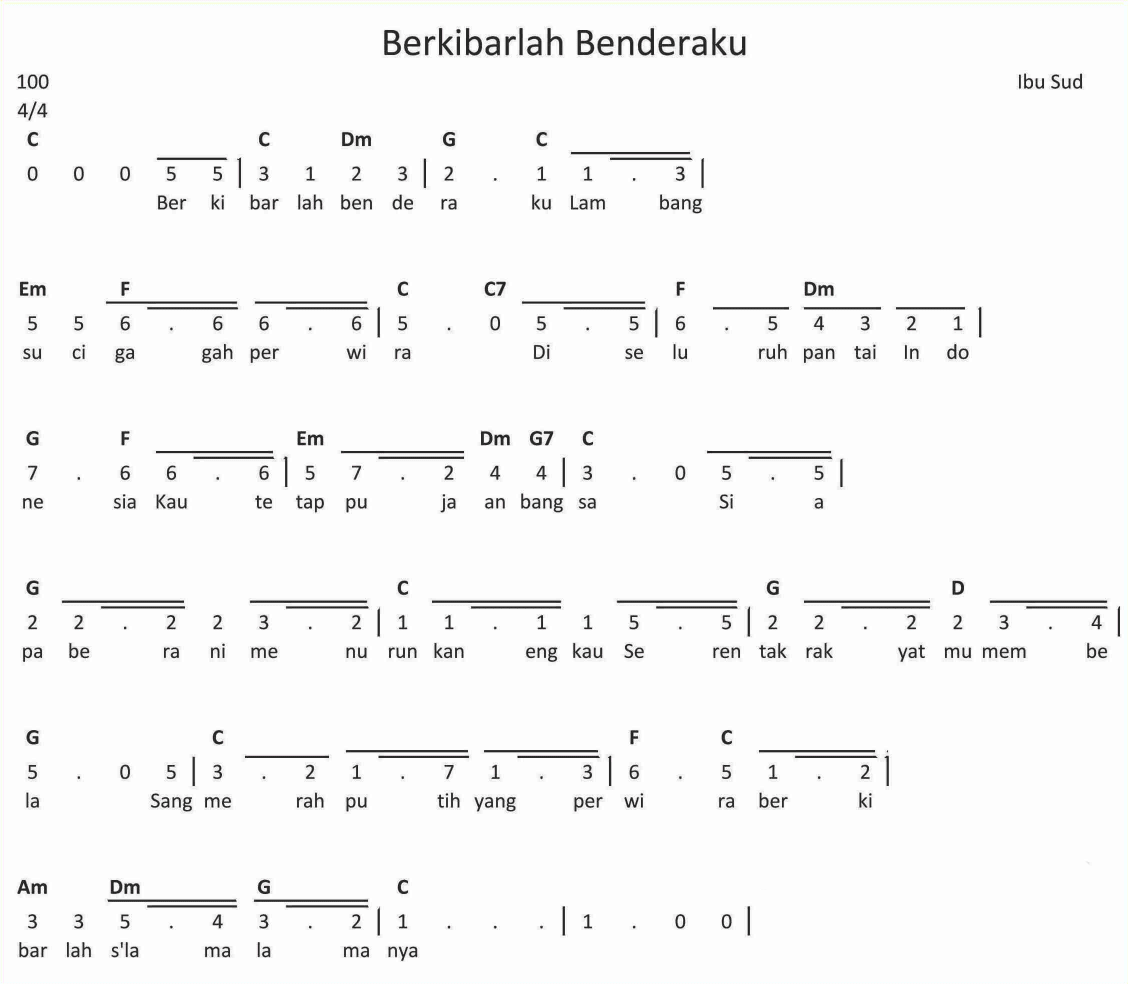 Berkibarlah Benderaku
100
Ibu Sud
4/4
C C Dm G C
0 0 0 5 5 | 3 1 2 3 | 2 . 1 1 . 3 |
Ber ki bar lah ben de ra ku Lam bang
Em F C C7 F Dm
5 5 6 . 6 6 . 6 | 5 . 0 5 . 5 | 6 . 5 4 3 2 1 |
su ci ga gah per wi ra Di se lu ruh pan tai In do
G F Em Dm G7 C
7 . 6 6 . 6 | 5 7 . 2 4 4 | 3 . 0 5 . 5 |
ne sia Kau te tap pu ja an bang sa Si a
G C G D
2 2 . 2 2 3 . 2 | 1 1 . 1 1 5 . 5 | 2 2 . 2 2 3 . 4 |
pa be ra ni me nu run kan eng kau Se ren tak rak yat mu mem be
G C F C
5 . 0 5 | 3 . 2 1 . 7 1 . 3 | 6 . 5 1 . 2 |
la Sang me rah pu tih yang per wi ra ber ki
Am Dm G C
3 3 5 . 4 3 . 2 | 1 . . . | 1 . 0 0 |
bar lah s'la ma la ma nya